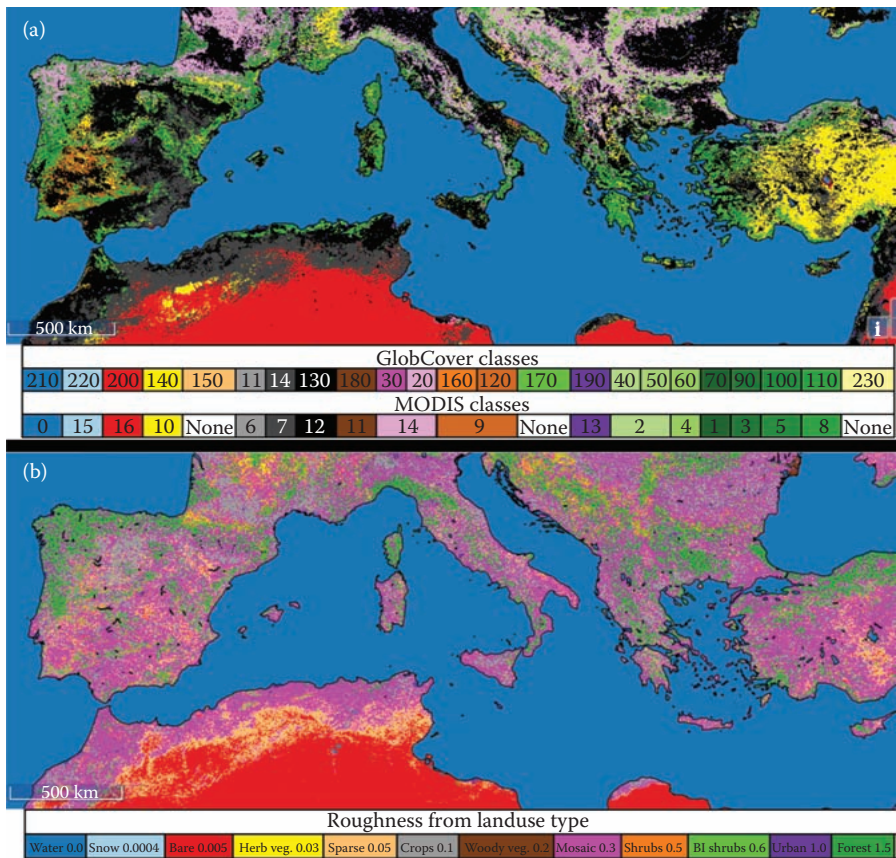 (a)
500 km
i
GlobCover classes
210 220 200 140 150 11 14 130 180 30 20 160 120 170 190 40 50 60 70 90 100 110 230
MODIS classes
0 15 16 10 None 6 7 12 11 14 9 None 13 2 4 1 3 5 8 None
(b)
500 km
Roughness from landuse type
Water 0.0 Snow 0.0004 Bare 0.005 Herb veg. 0.03 Sparse 0.05 Crops 0.1 Woody veg. 0.2 Mosaic 0.3 Shrubs 0.5 BI shrubs 0.6 Urban 1.0 Forest 1.5